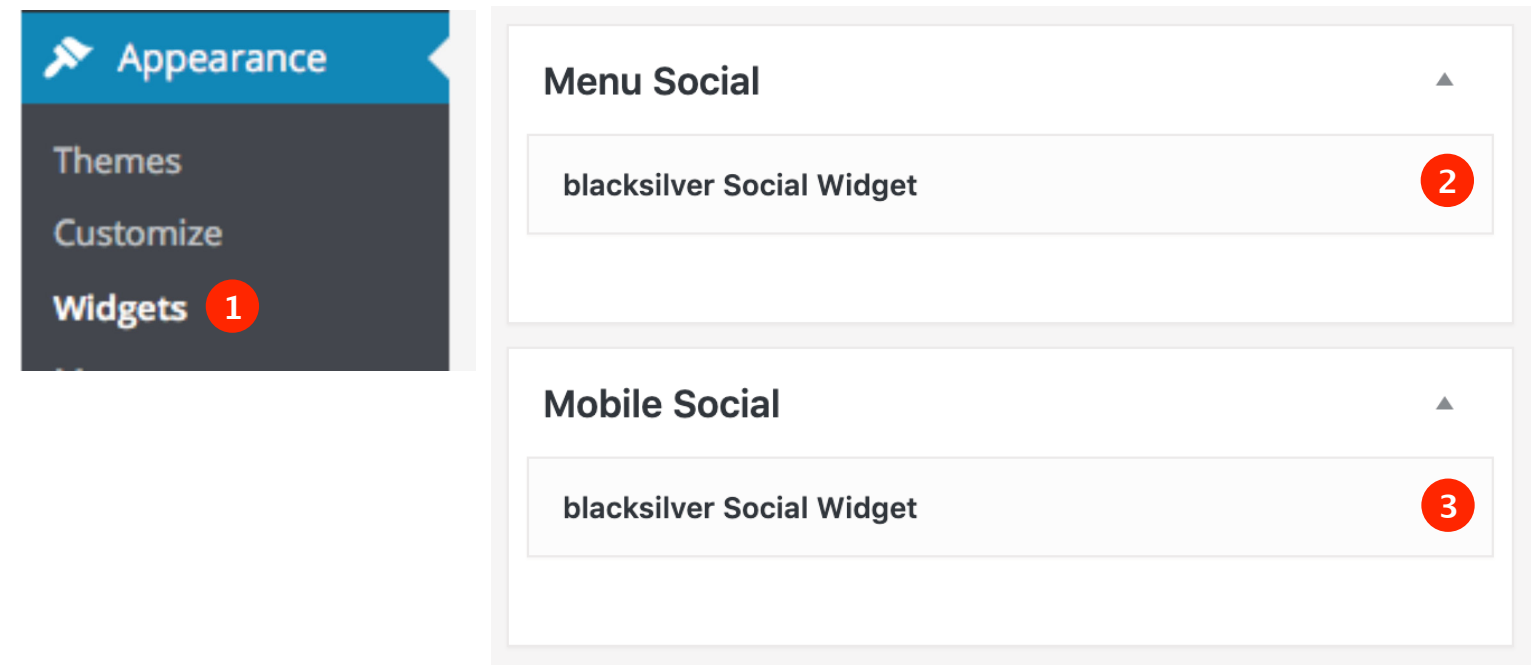 Appearance
Themes
Customize
Widgets 1
Menu Social
blacksilver Social Widget 2
Mobile Social
blacksilver Social Widget 3